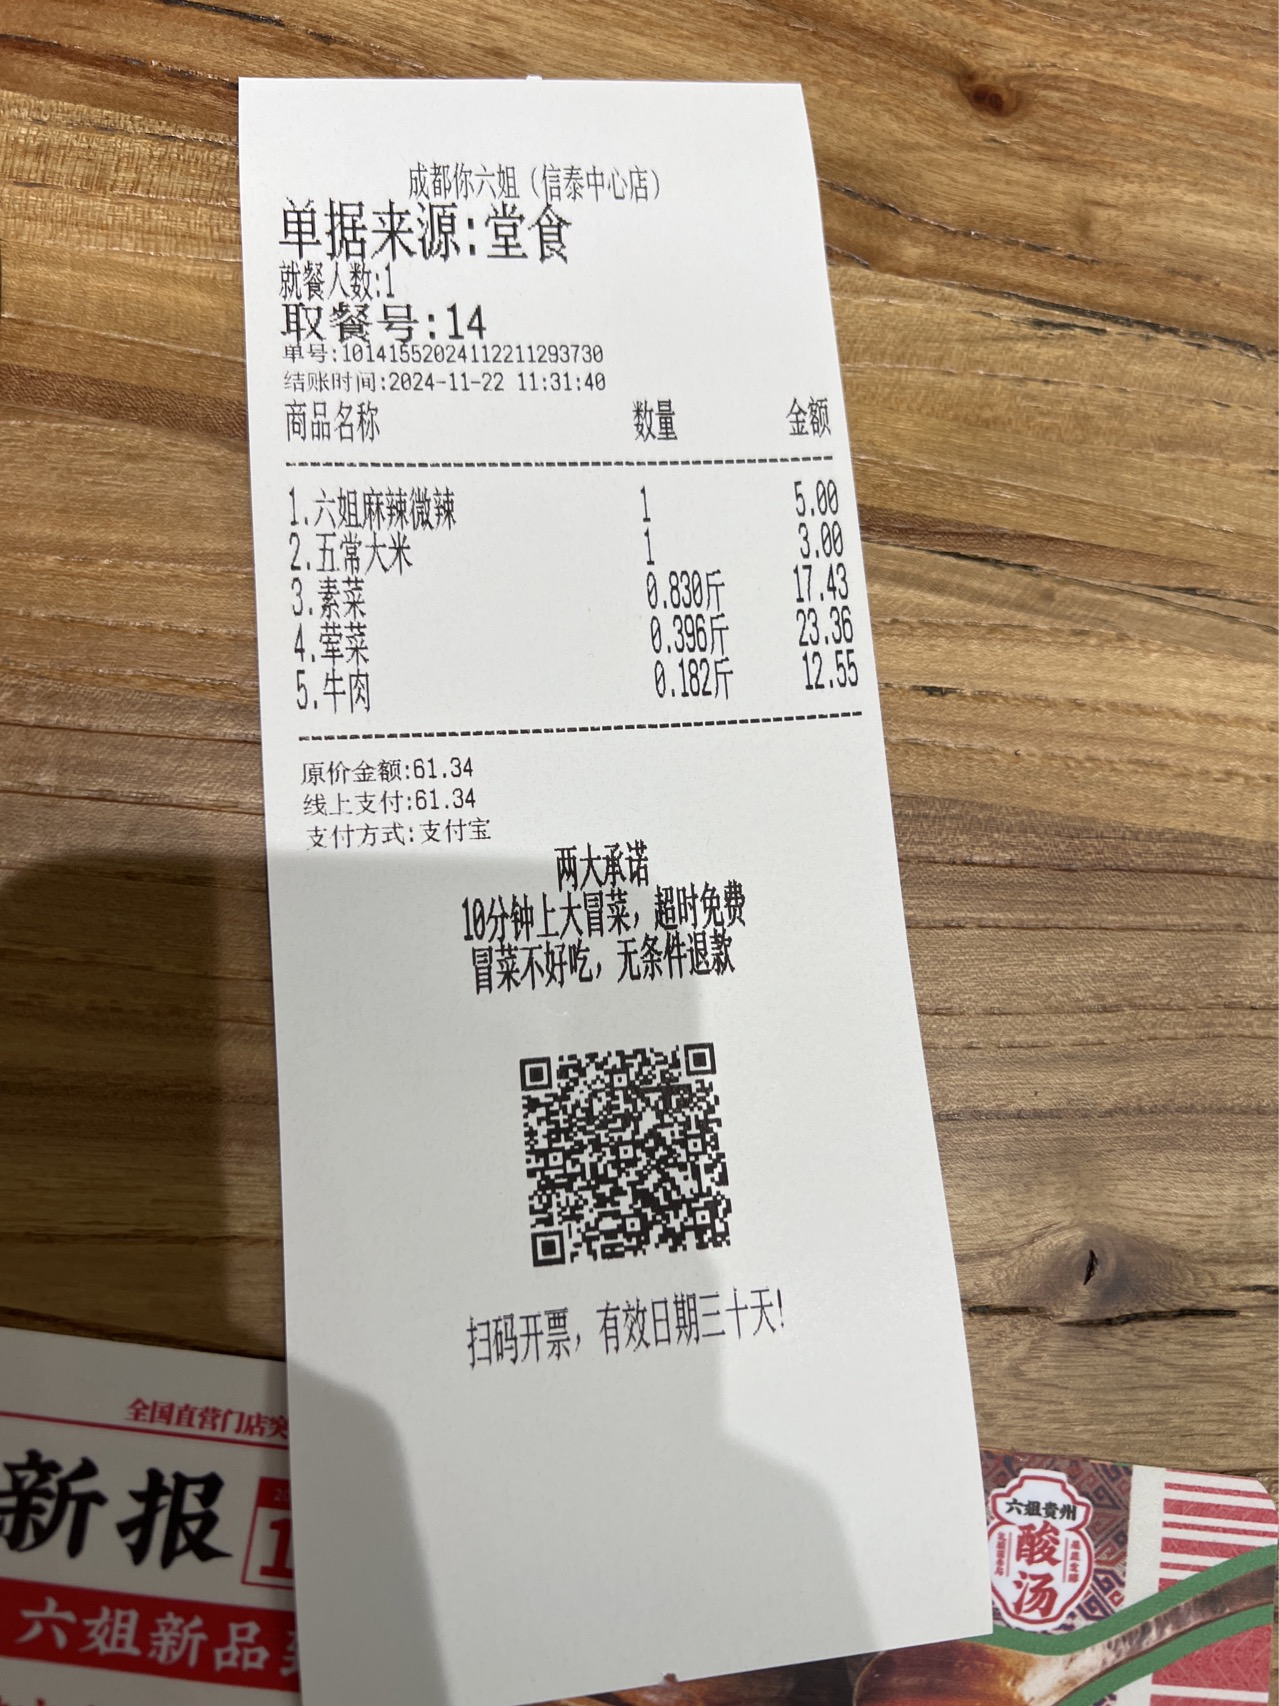 成都你六姐（信泰中心店）
单据来源:堂食
就餐人数:1
取餐号:14
单号:10141552024112211293730
结账时间:2024-11-22 11:31:40
商品名称 数量 金额
1.六姐麻辣微辣 1 5.00
2.五常大米 1 3.00
3.素菜 0.830斤 17.43
4.荤菜 0.396斤 23.36
5.牛肉 0.182斤 12.55
原价金额:61.34
线上支付:61.34
支付方式:支付宝
两大承诺
10分钟上大冒菜，超时免费
冒菜不好吃，无条件退款
扫码开票，有效日期三十天!
全国直营门店突
新报
六姐新品
六姐贵州
酸汤